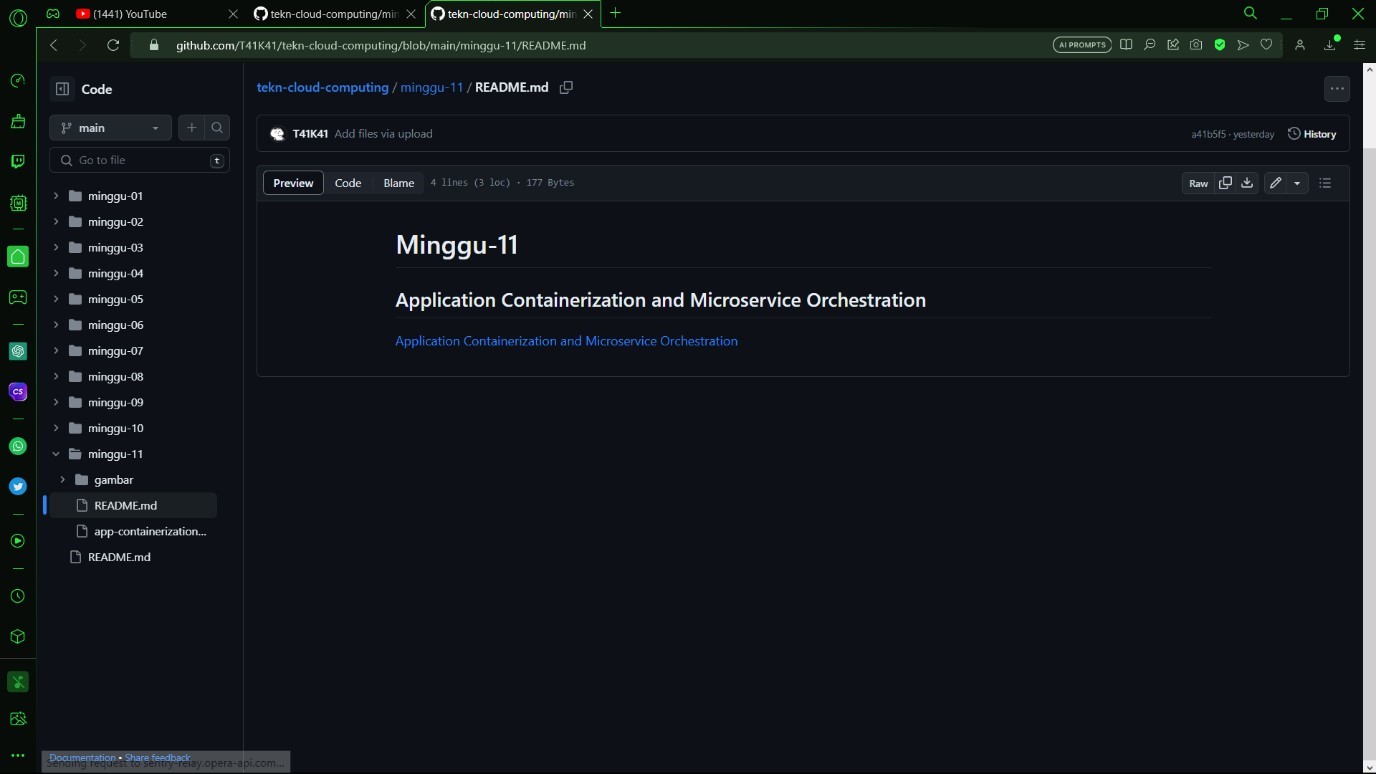 (1441) YouTube
tekn-cloud-computing/min
tekn-cloud-computing/min
github.com/T41K41/tekn-cloud-computing/blob/main/minggu-11/README.md
AI PROMPTS
Code
main
Go to file
t
minggu-01
minggu-02
minggu-03
minggu-04
minggu-05
minggu-06
minggu-07
minggu-08
minggu-09
minggu-10
minggu-11
gambar
README.md
app-containerization...
README.md
Documentation • Share feedback
Sending request to sentry-relay.opera-api.com...
tekn-cloud-computing / minggu-11 / README.md
T41K41 Add files via upload
a41b5f5 · yesterday
History
Preview Code Blame 4 lines (3 loc) · 177 Bytes
Raw
Minggu-11
Application Containerization and Microservice Orchestration
Application Containerization and Microservice Orchestration
CS